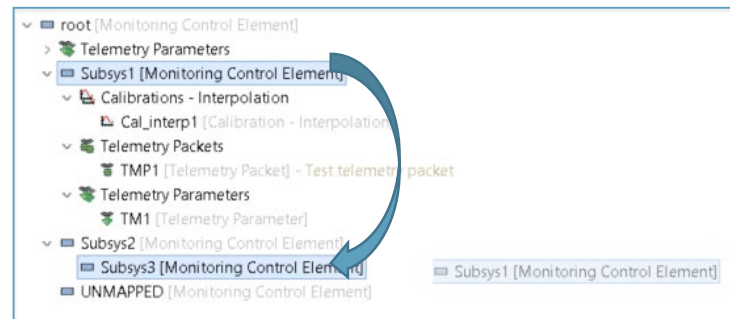 root [Monitoring Control Element]
Telemetry Parameters
Subsys1 [Monitoring Control Element]
Calibrations - Interpolation
Cal_interp1 [Calibration - Interpolation]
Telemetry Packets
TMP1 [Telemetry Packet] - Test telemetry packet
Telemetry Parameters
TM1 [Telemetry Parameter]
Subsys2 [Monitoring Control Element]
Subsys3 [Monitoring Control Element] Subsys1 [Monitoring Control Element]
UNMAPPED [Monitoring Control Element]